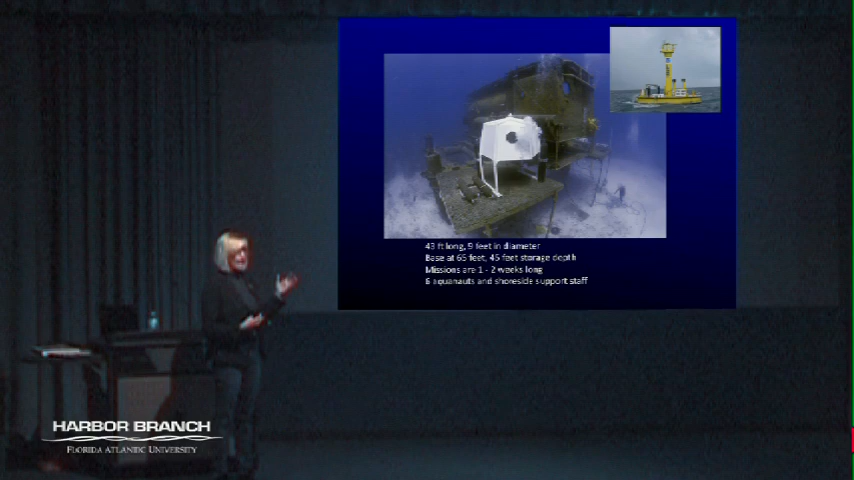 43 ft long, 9 feet in diameter
Base at 65 feet, 45 feet storage depth
Missions are 1 - 2 weeks long
6 aquanauts and shoreside support staff
HARBOR BRANCH
FLORIDA ATLANTIC UNIVERSITY